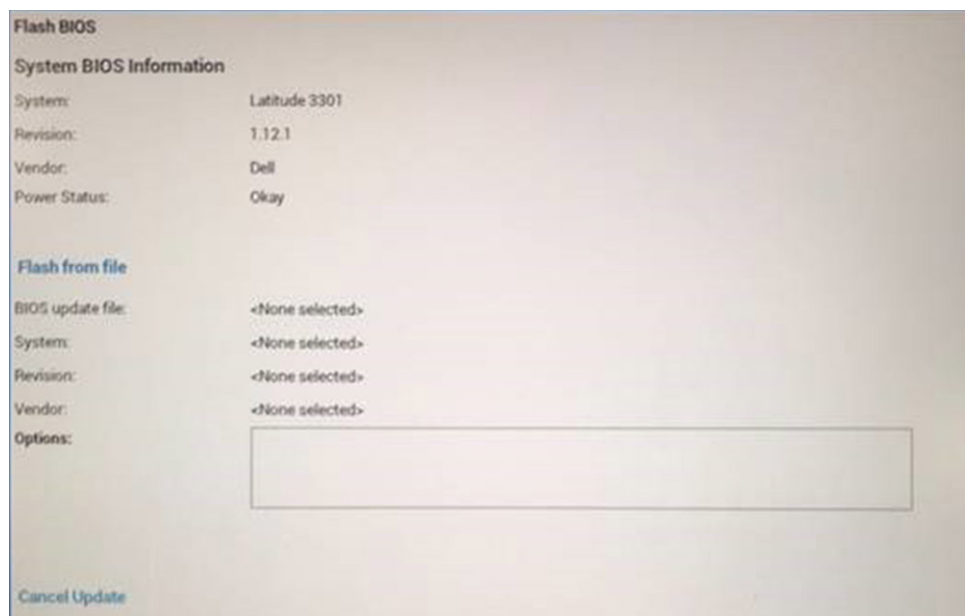 Flash BIOS
System BIOS Information
System: Latitude 3301
Revision: 1.12.1
Vendor: Dell
Power Status: Okay
Flash from file
BIOS update file: <None selected>
System: <None selected>
Revision: <None selected>
Vendor: <None selected>
Options:
Cancel Update